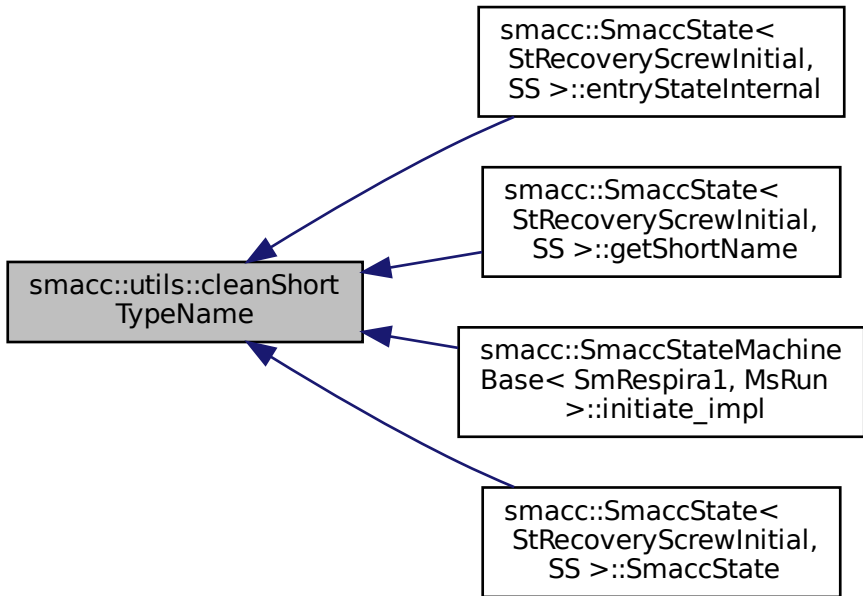 smacc::SmaccState<
StRecoveryScrewInitial,
SS >::entryStateInternal
smacc::SmaccState<
StRecoveryScrewInitial,
SS >::getShortName
smacc::utils::cleanShort
TypeName
smacc::SmaccStateMachine
Base< SmRespira1, MsRun
>::initiate_impl
smacc::SmaccState<
StRecoveryScrewInitial,
SS >::SmaccState